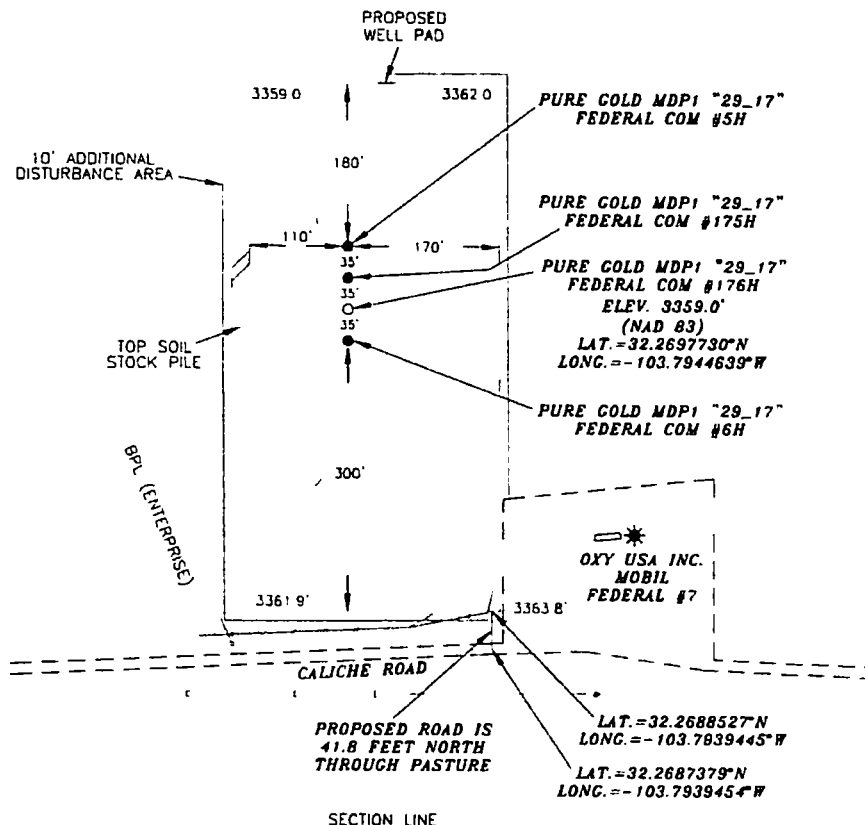 PROPOSED
WELL PAD
3359.0
3362.0
PURE GOLD MDP1 "29_17"
FEDERAL COM #5H
10' ADDITIONAL
DISTURBANCE AREA
180'
PURE GOLD MDP1 "29_17"
FEDERAL COM #175H
110'
170'
35'
PURE GOLD MDP1 "29_17"
FEDERAL COM #176H
ELEV. 3359.0'
(NAD 83)
LAT.=32.2697730°N
LONG.=-103.7944639°W
35'
35'
TOP SOIL
STOCK PILE
PURE GOLD MDP1 "29_17"
FEDERAL COM #6H
BPL (ENTERPRISE)
300'
OXY USA INC.
MOBIL
FEDERAL #7
3361.9'
3363.8'
CALICHE ROAD
PROPOSED ROAD IS
41.8 FEET NORTH
THROUGH PASTURE
LAT.=32.2688527°N
LONG.=-103.7939445°W
LAT.=32.2687379°N
LONG.=-103.7939454°W
SECTION LINE